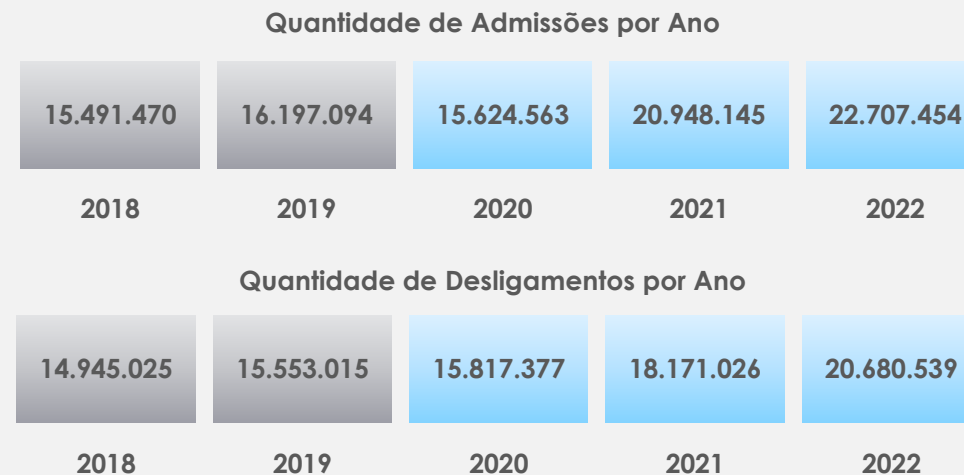 Quantidade de Admissões por Ano
15.491.470 16.197.094 15.624.563 20.948.145 22.707.454
2018 2019 2020 2021 2022
Quantidade de Desligamentos por Ano
14.945.025 15.553.015 15.817.377 18.171.026 20.680.539
2018 2019 2020 2021 2022